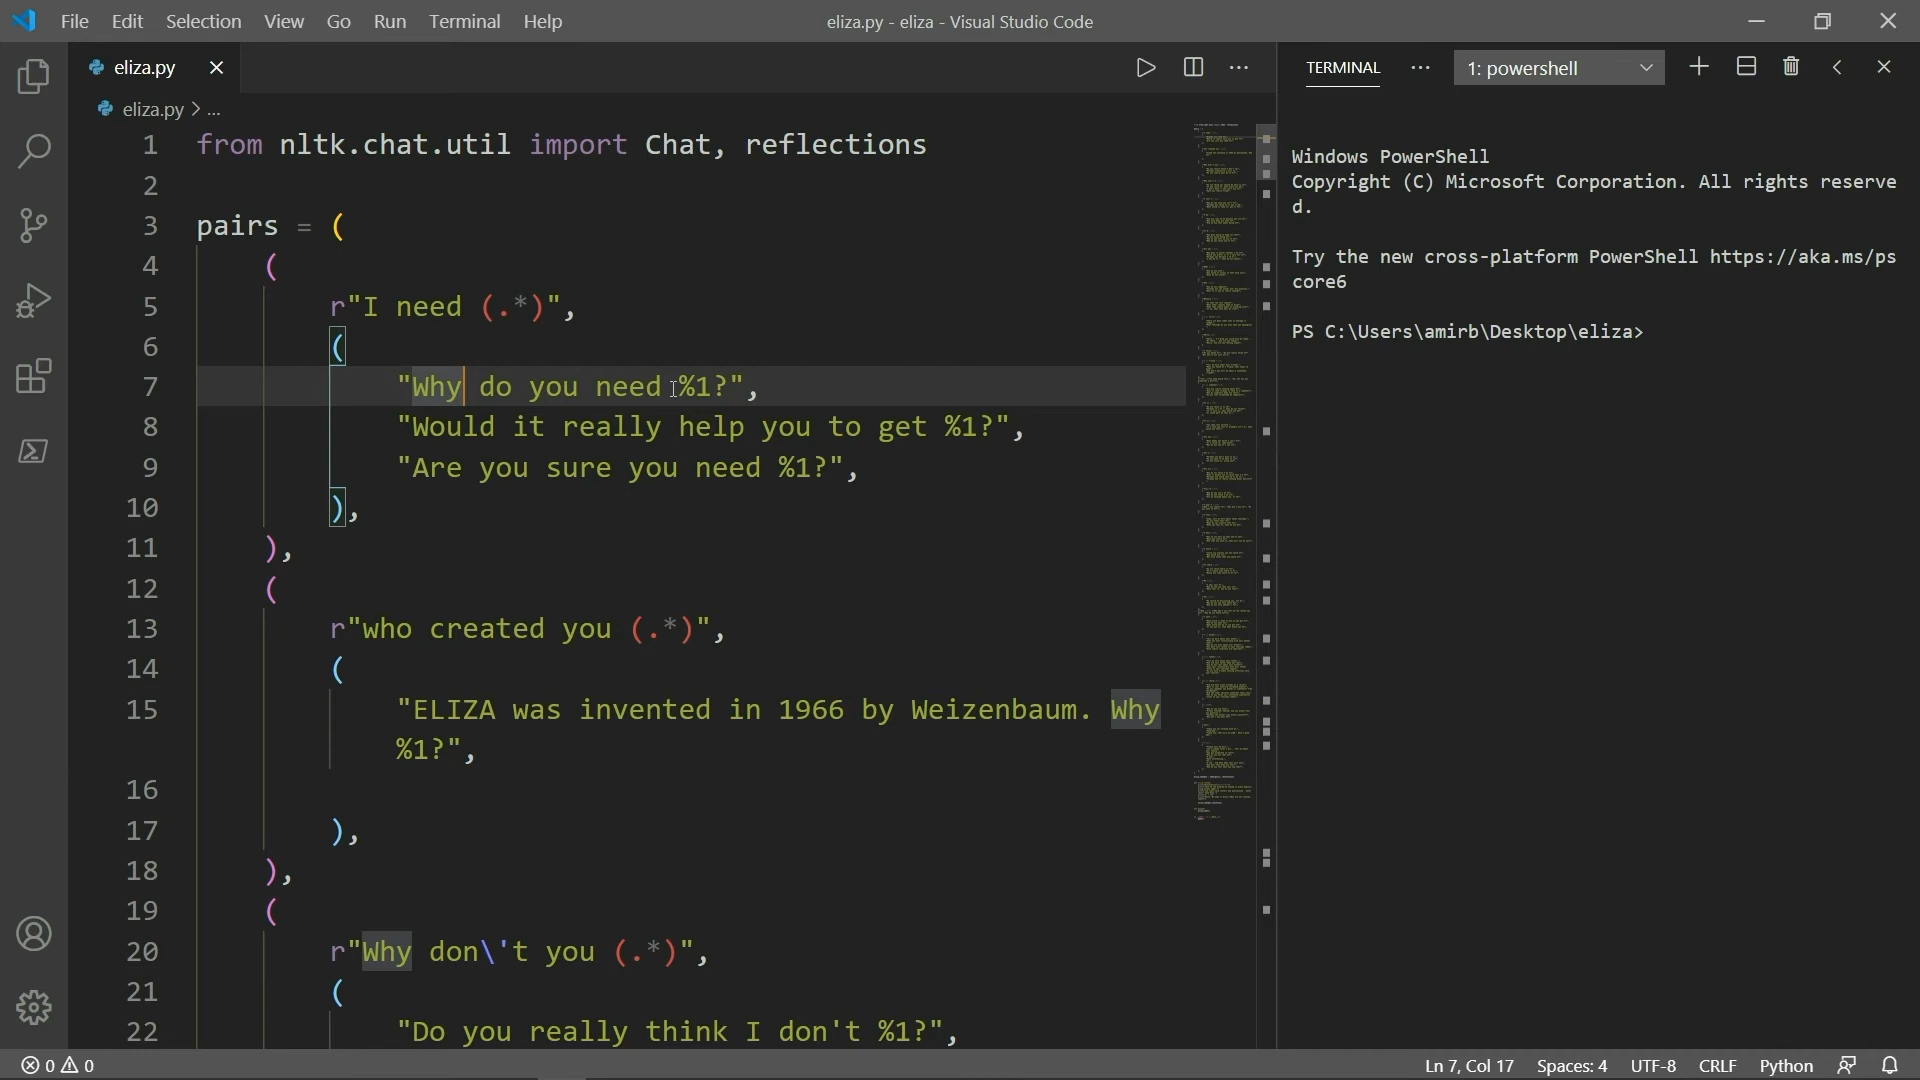 File Edit Selection View Go Run Terminal Help
eliza.py - eliza - Visual Studio Code
eliza.py
eliza.py > ...
1 from nltk.chat.util import Chat, reflections
2
3 pairs = (
4 (
5 r"I need (.*)",
6 (
7 "Why do you need %1?",
8 "Would it really help you to get %1?",
9 "Are you sure you need %1?",
10 ),
11 ),
12 (
13 r"who created you (.*)",
14 (
15 "ELIZA was invented in 1966 by Weizenbaum. Why
%1?",
16
17 ),
18 ),
19 (
20 r"Why don\'t you (.*)",
21 (
22 "Do you really think I don't %1?",
TERMINAL ... 1: powershell
Windows PowerShell
Copyright (C) Microsoft Corporation. All rights reserve
d.
Try the new cross-platform PowerShell https://aka.ms/ps
core6
PS C:\Users\amirb\Desktop\eliza>
0 0
Ln 7, Col 17 Spaces: 4 UTF-8 CRLF Python